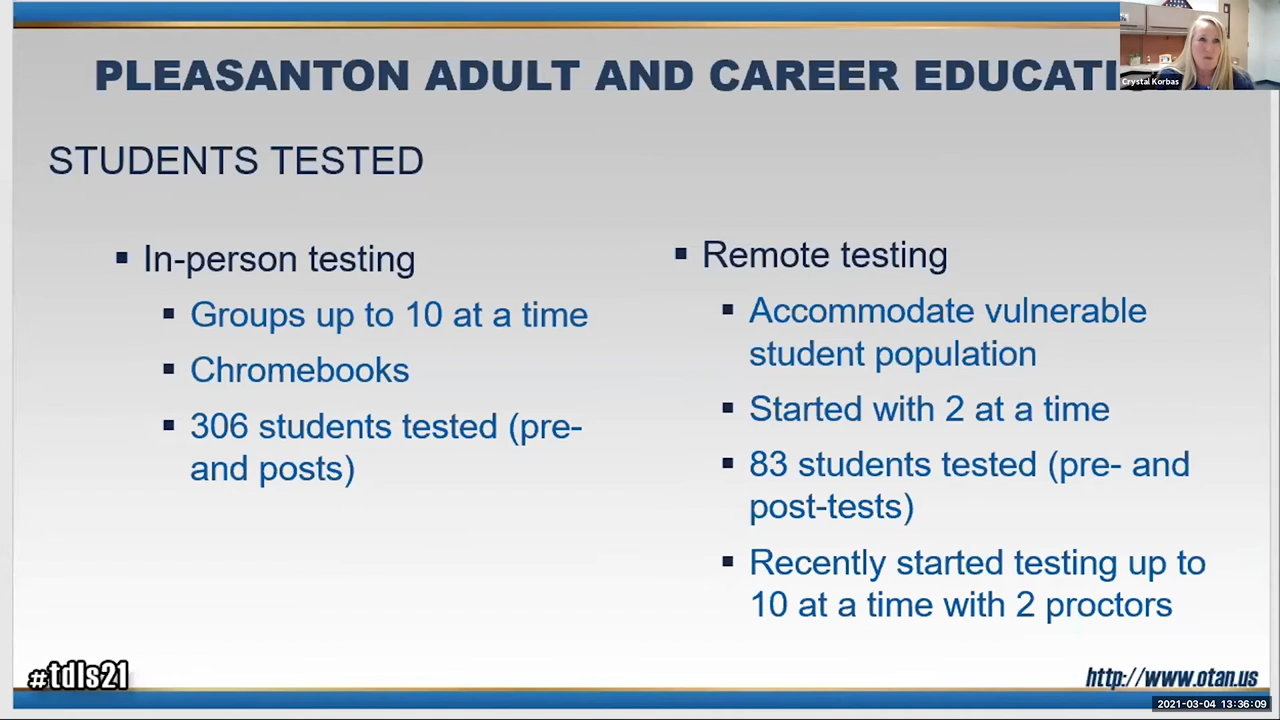 PLEASANTON ADULT AND CAREER EDUCATI
Crystal Korbas
STUDENTS TESTED
▪ In-person testing
▪ Groups up to 10 at a time
▪ Chromebooks
▪ 306 students tested (pre-
and posts)
▪ Remote testing
▪ Accommodate vulnerable
student population
▪ Started with 2 at a time
▪ 83 students tested (pre- and
post-tests)
▪ Recently started testing up to
10 at a time with 2 proctors
#tdls21
http://www.otan.us
2021-03-04 13:36:09